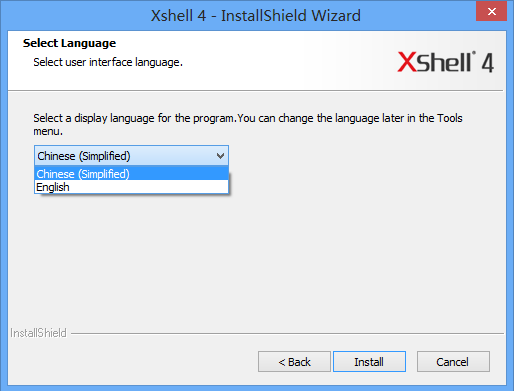 Xshell 4 - InstallShield Wizard
Select Language
Select user interface language.
XShell® 4
Select a display language for the program.You can change the language later in the Tools
menu.
Chinese (Simplified)
Chinese (Simplified)
English
InstallShield
< Back
Install
Cancel